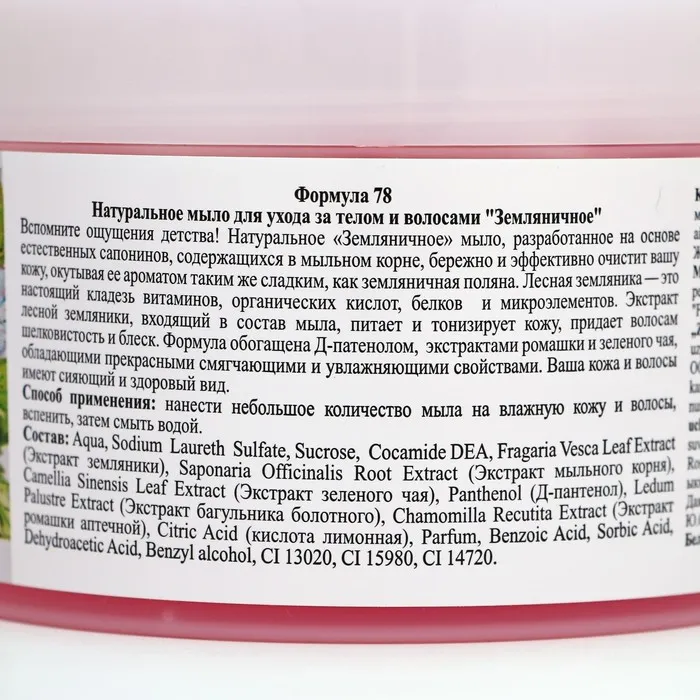 Формула 78
Натуральное мыло для ухода за телом и волосами "Земляничное"
Вспомните ощущения детства! Натуральное «Земляничное» мыло, разработанное на основе
естественных сапонинов, содержащихся в мыльном корне, бережно и эффективно очистит вашу
кожу, окутывая ее ароматом таким же сладким, как земляничная поляна. Лесная земляника — это
настоящий кладезь витаминов, органических кислот, белков и микроэлементов. Экстракт
лесной земляники, входящий в состав мыла, питает и тонизирует кожу, придает волосам
шелковистость и блеск. Формула обогащена Д-патенолом, экстрактами ромашки и зеленого чая,
обладающими прекрасными смягчающими и увлажняющими свойствами. Ваша кожа и волосы
имеют сияющий и здоровый вид.
Способ применения: нанести небольшое количество мыла на влажную кожу и волосы,
вспенить, затем смыть водой.
Состав: Aqua, Sodium Laureth Sulfate, Sucrose, Cocamide DEA, Fragaria Vesca Leaf Extract
(Экстракт земляники), Saponaria Officinalis Root Extract (Экстракт мыльного корня),
Camellia Sinensis Leaf Extract (Экстракт зеленого чая), Panthenol (Д-пантенол), Ledum
Palustre Extract (Экстракт багульника болотного), Chamomilla Recutita Extract (Экстракт
ромашки аптечной), Citric Acid (кислота лимонная), Parfum, Benzoic Acid, Sorbic Acid,
Dehydroacetic Acid, Benzyl alcohol, CI 13020, CI 15980, CI 14720.